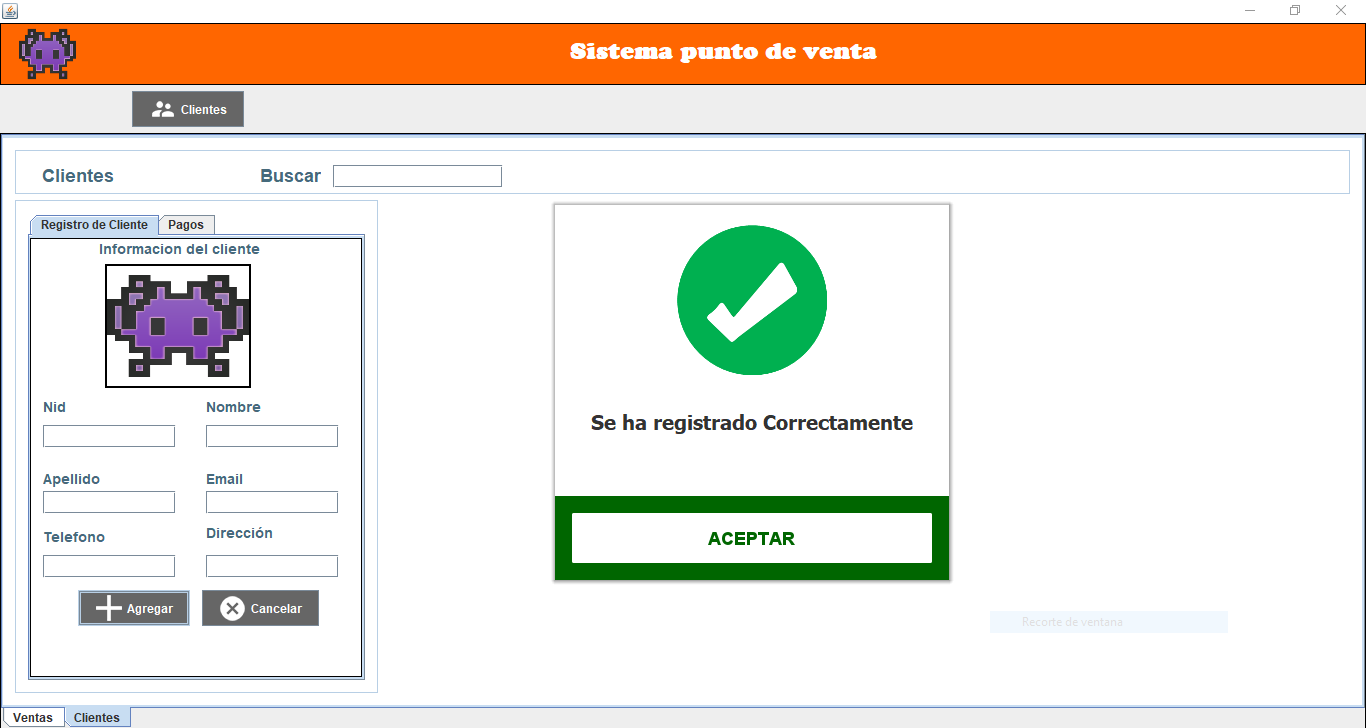 Sistema punto de venta
Clientes
Clientes
Buscar
Registro de Cliente
Pagos
Informacion del cliente
Nid
Nombre
Apellido
Email
Telefono
Dirección
Agregar
Cancelar
Se ha registrado Correctamente
ACEPTAR
Recorte de ventana
Ventas
Clientes